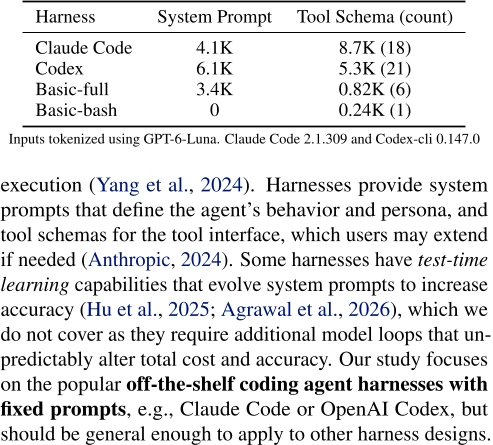 Harness System Prompt Tool Schema (count)
Claude Code 4.1K 8.7K (18)
Codex 6.1K 5.3K (21)
Basic-full 3.4K 0.82K (6)
Basic-bash 0 0.24K (1)
Inputs tokenized using GPT-6-Luna. Claude Code 2.1.309 and Codex-cli 0.147.0
execution (Yang et al., 2024). Harnesses provide system
prompts that define the agent's behavior and persona, and
tool schemas for the tool interface, which users may extend
if needed (Anthropic, 2024). Some harnesses have test-time
learning capabilities that evolve system prompts to increase
accuracy (Hu et al., 2025; Agrawal et al., 2026), which we
do not cover as they require additional model loops that un-
predictably alter total cost and accuracy. Our study focuses
on the popular off-the-shelf coding agent harnesses with
fixed prompts, e.g., Claude Code or OpenAI Codex, but
should be general enough to apply to other harness designs.